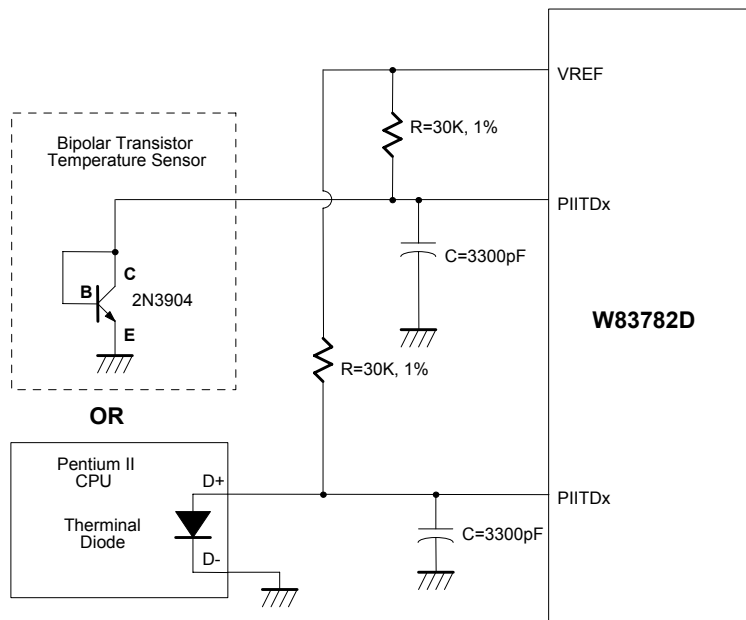 VREF
R=30K, 1%
Bipolar Transistor
Temperature Sensor
PIITDx
C=3300pF
C
B
2N3904
E
W83782D
R=30K, 1%
OR
Pentium II
CPU
D+
PIITDx
Therminal
Diode
C=3300pF
D-